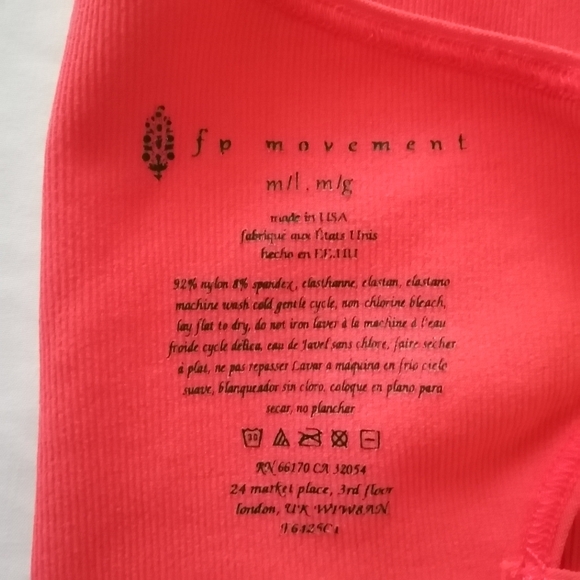 fp movement
m/l, m/g
made in USA
fabriqué aux États Unis
hecho en EE.UU
92% nylon 8% spandex, elasthanne, elastan, elastano
machine wash cold gentle cycle, non-chlorine bleach,
lay flat to dry, do not iron laver à la machine à l'eau
froide cycle délica, eau de Javel sans chlore, faire sécher
à plat, ne pas repasser Lavar a máquina en frío ciclo
suave, blanqueador sin cloro, coloque en plano para
secar, no planchar
30
RN 66170 CA 32054
24 market place, 3rd floor
london, UK W1W8AN